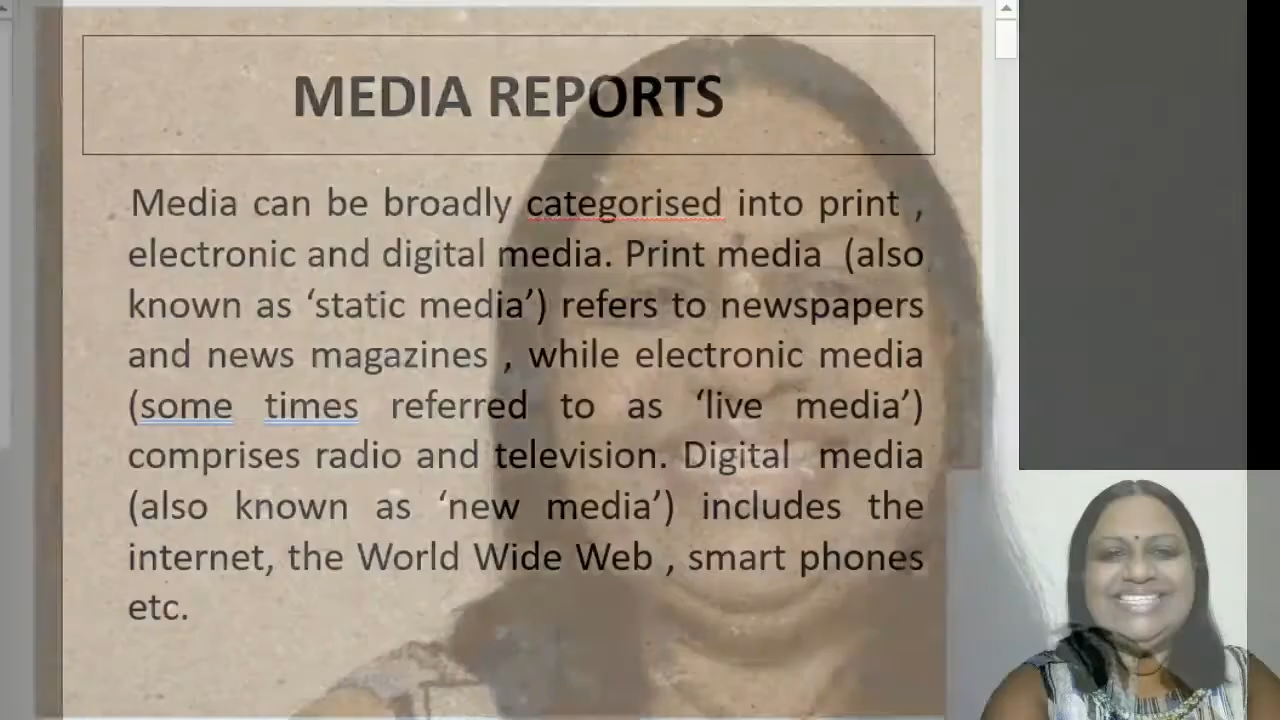 MEDIA REPORTS
Media can be broadly categorised into print ,
electronic and digital media. Print media (also
known as ‘static media’) refers to newspapers
and news magazines , while electronic media
(some times referred to as ‘live media’)
comprises radio and television. Digital media
(also known as ‘new media’) includes the
internet, the World Wide Web , smart phones
etc.